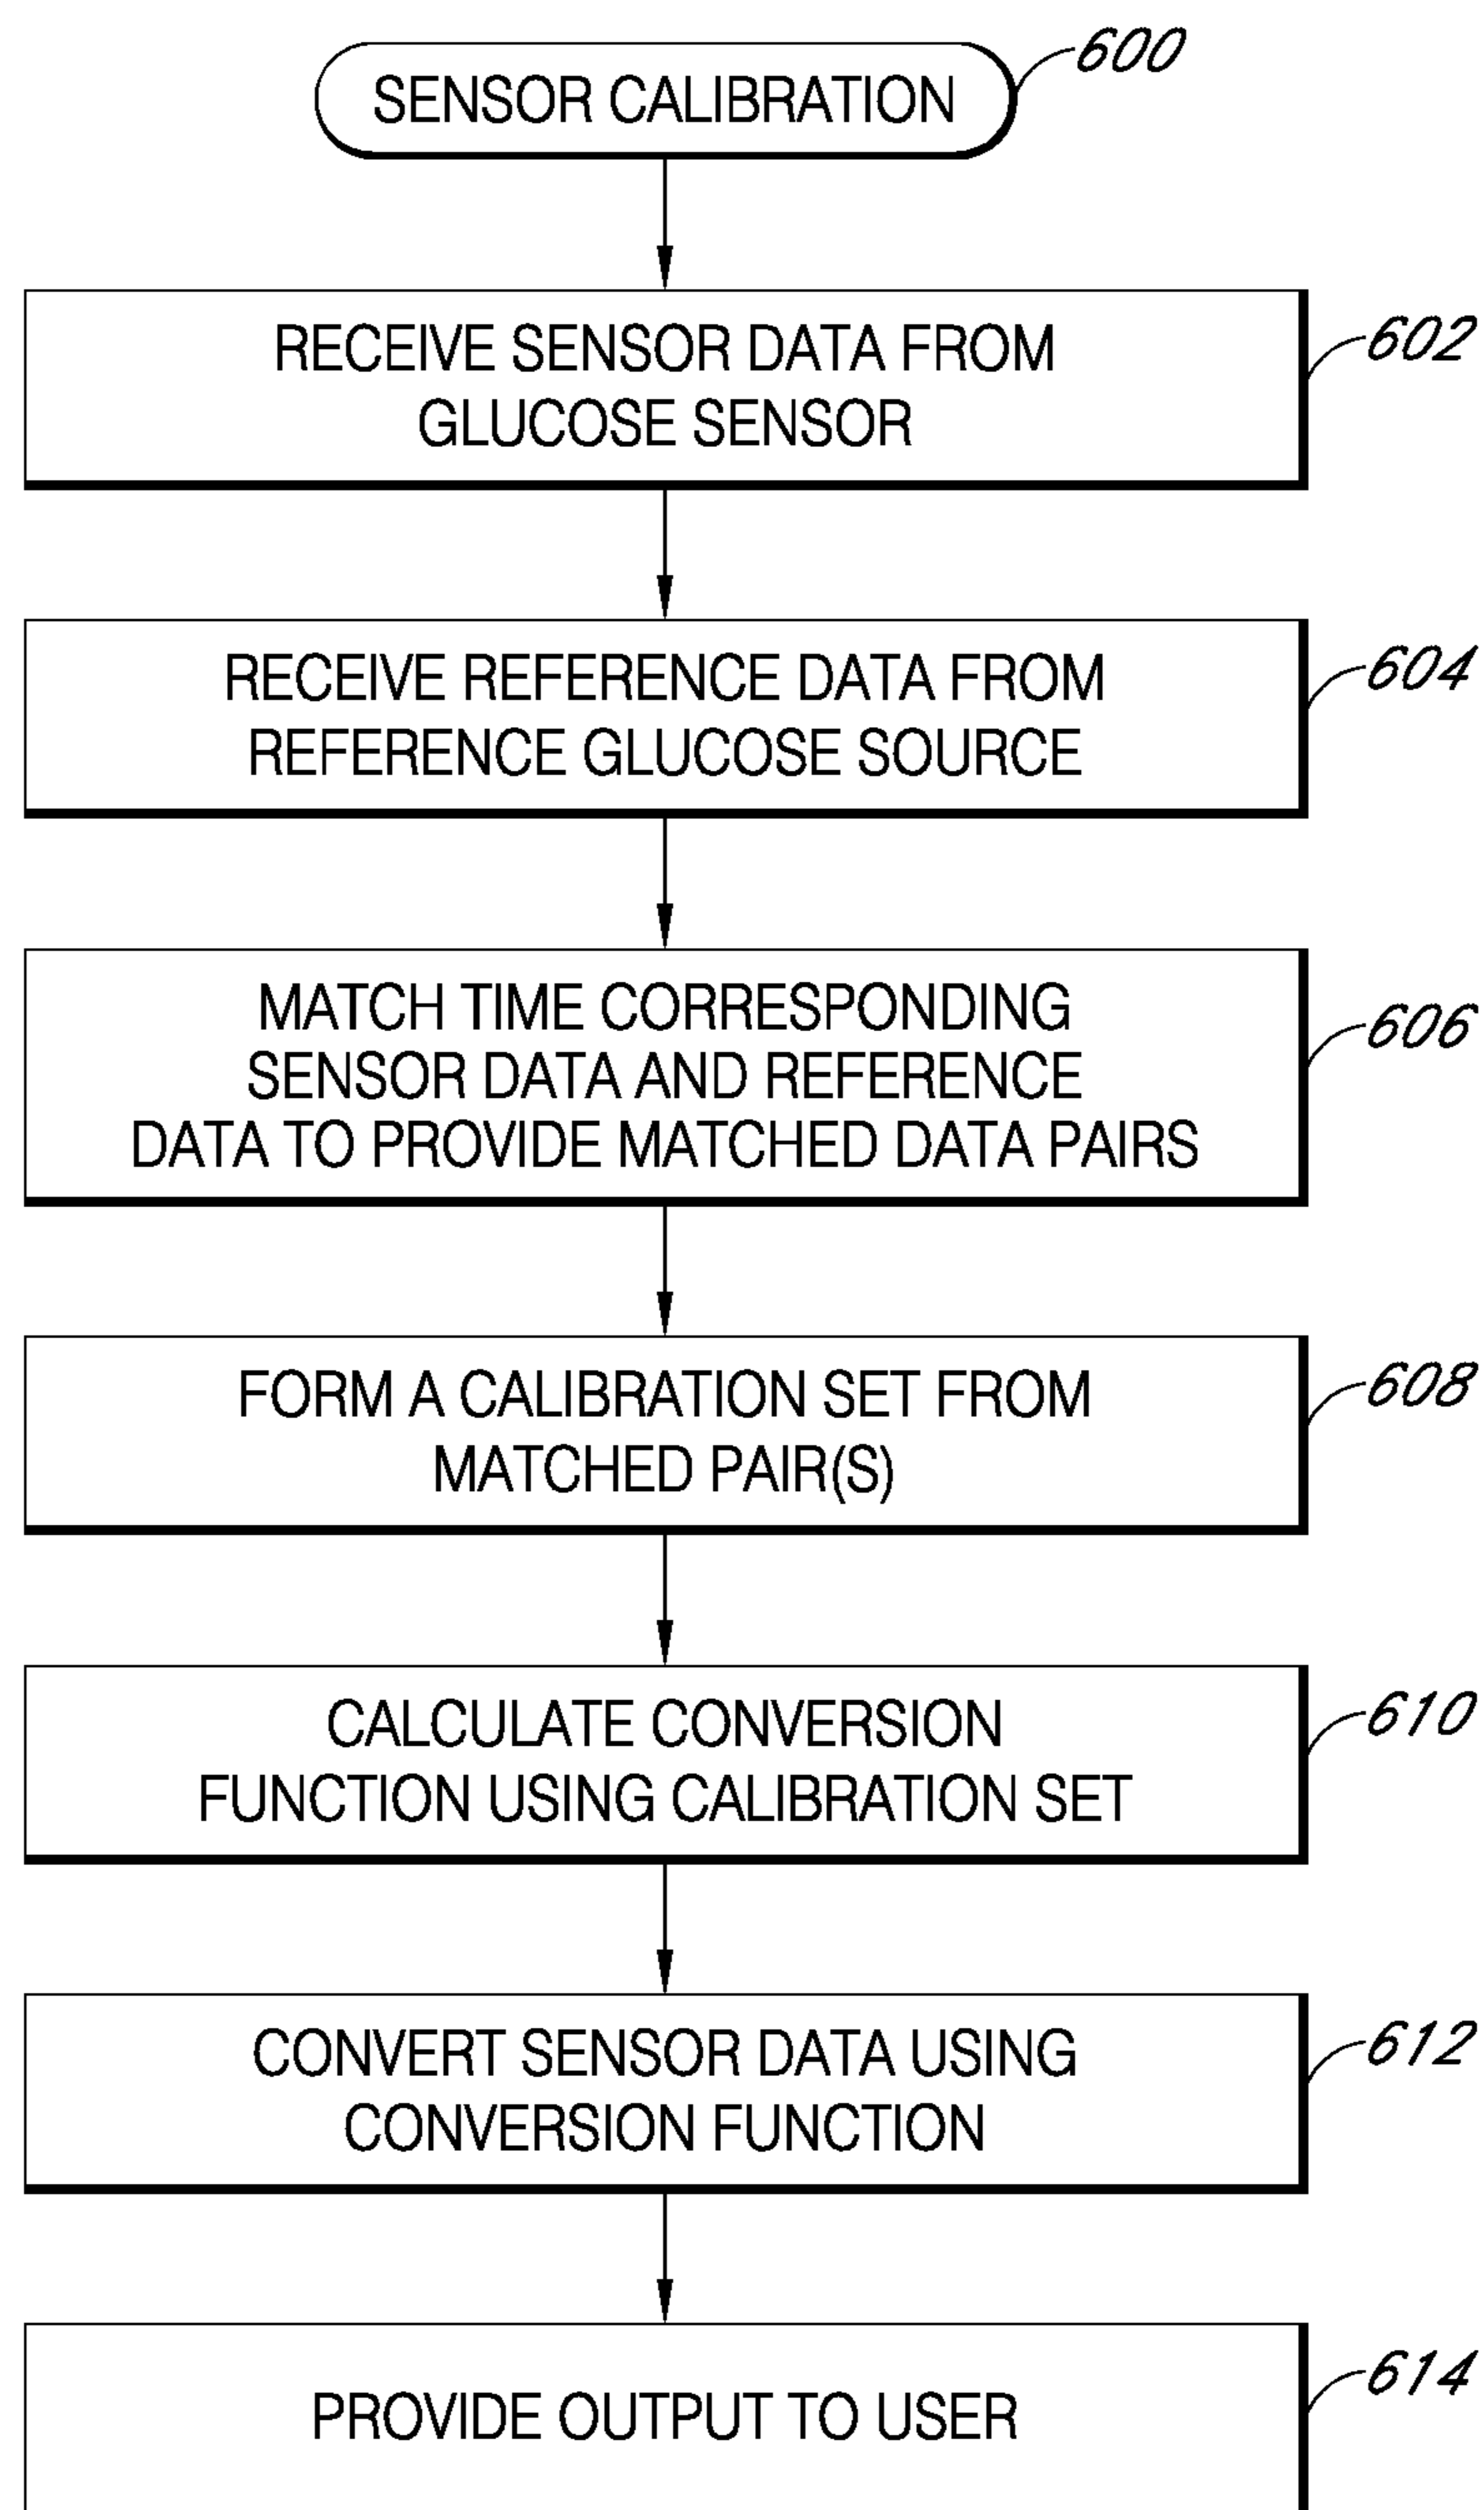 SENSOR CALIBRATION
600
RECEIVE SENSOR DATA FROM
GLUCOSE SENSOR
602
RECEIVE REFERENCE DATA FROM
REFERENCE GLUCOSE SOURCE
604
MATCH TIME CORRESPONDING
SENSOR DATA AND REFERENCE
DATA TO PROVIDE MATCHED DATA PAIRS
606
FORM A CALIBRATION SET FROM
MATCHED PAIR(S)
608
CALCULATE CONVERSION
FUNCTION USING CALIBRATION SET
610
CONVERT SENSOR DATA USING
CONVERSION FUNCTION
612
PROVIDE OUTPUT TO USER
614